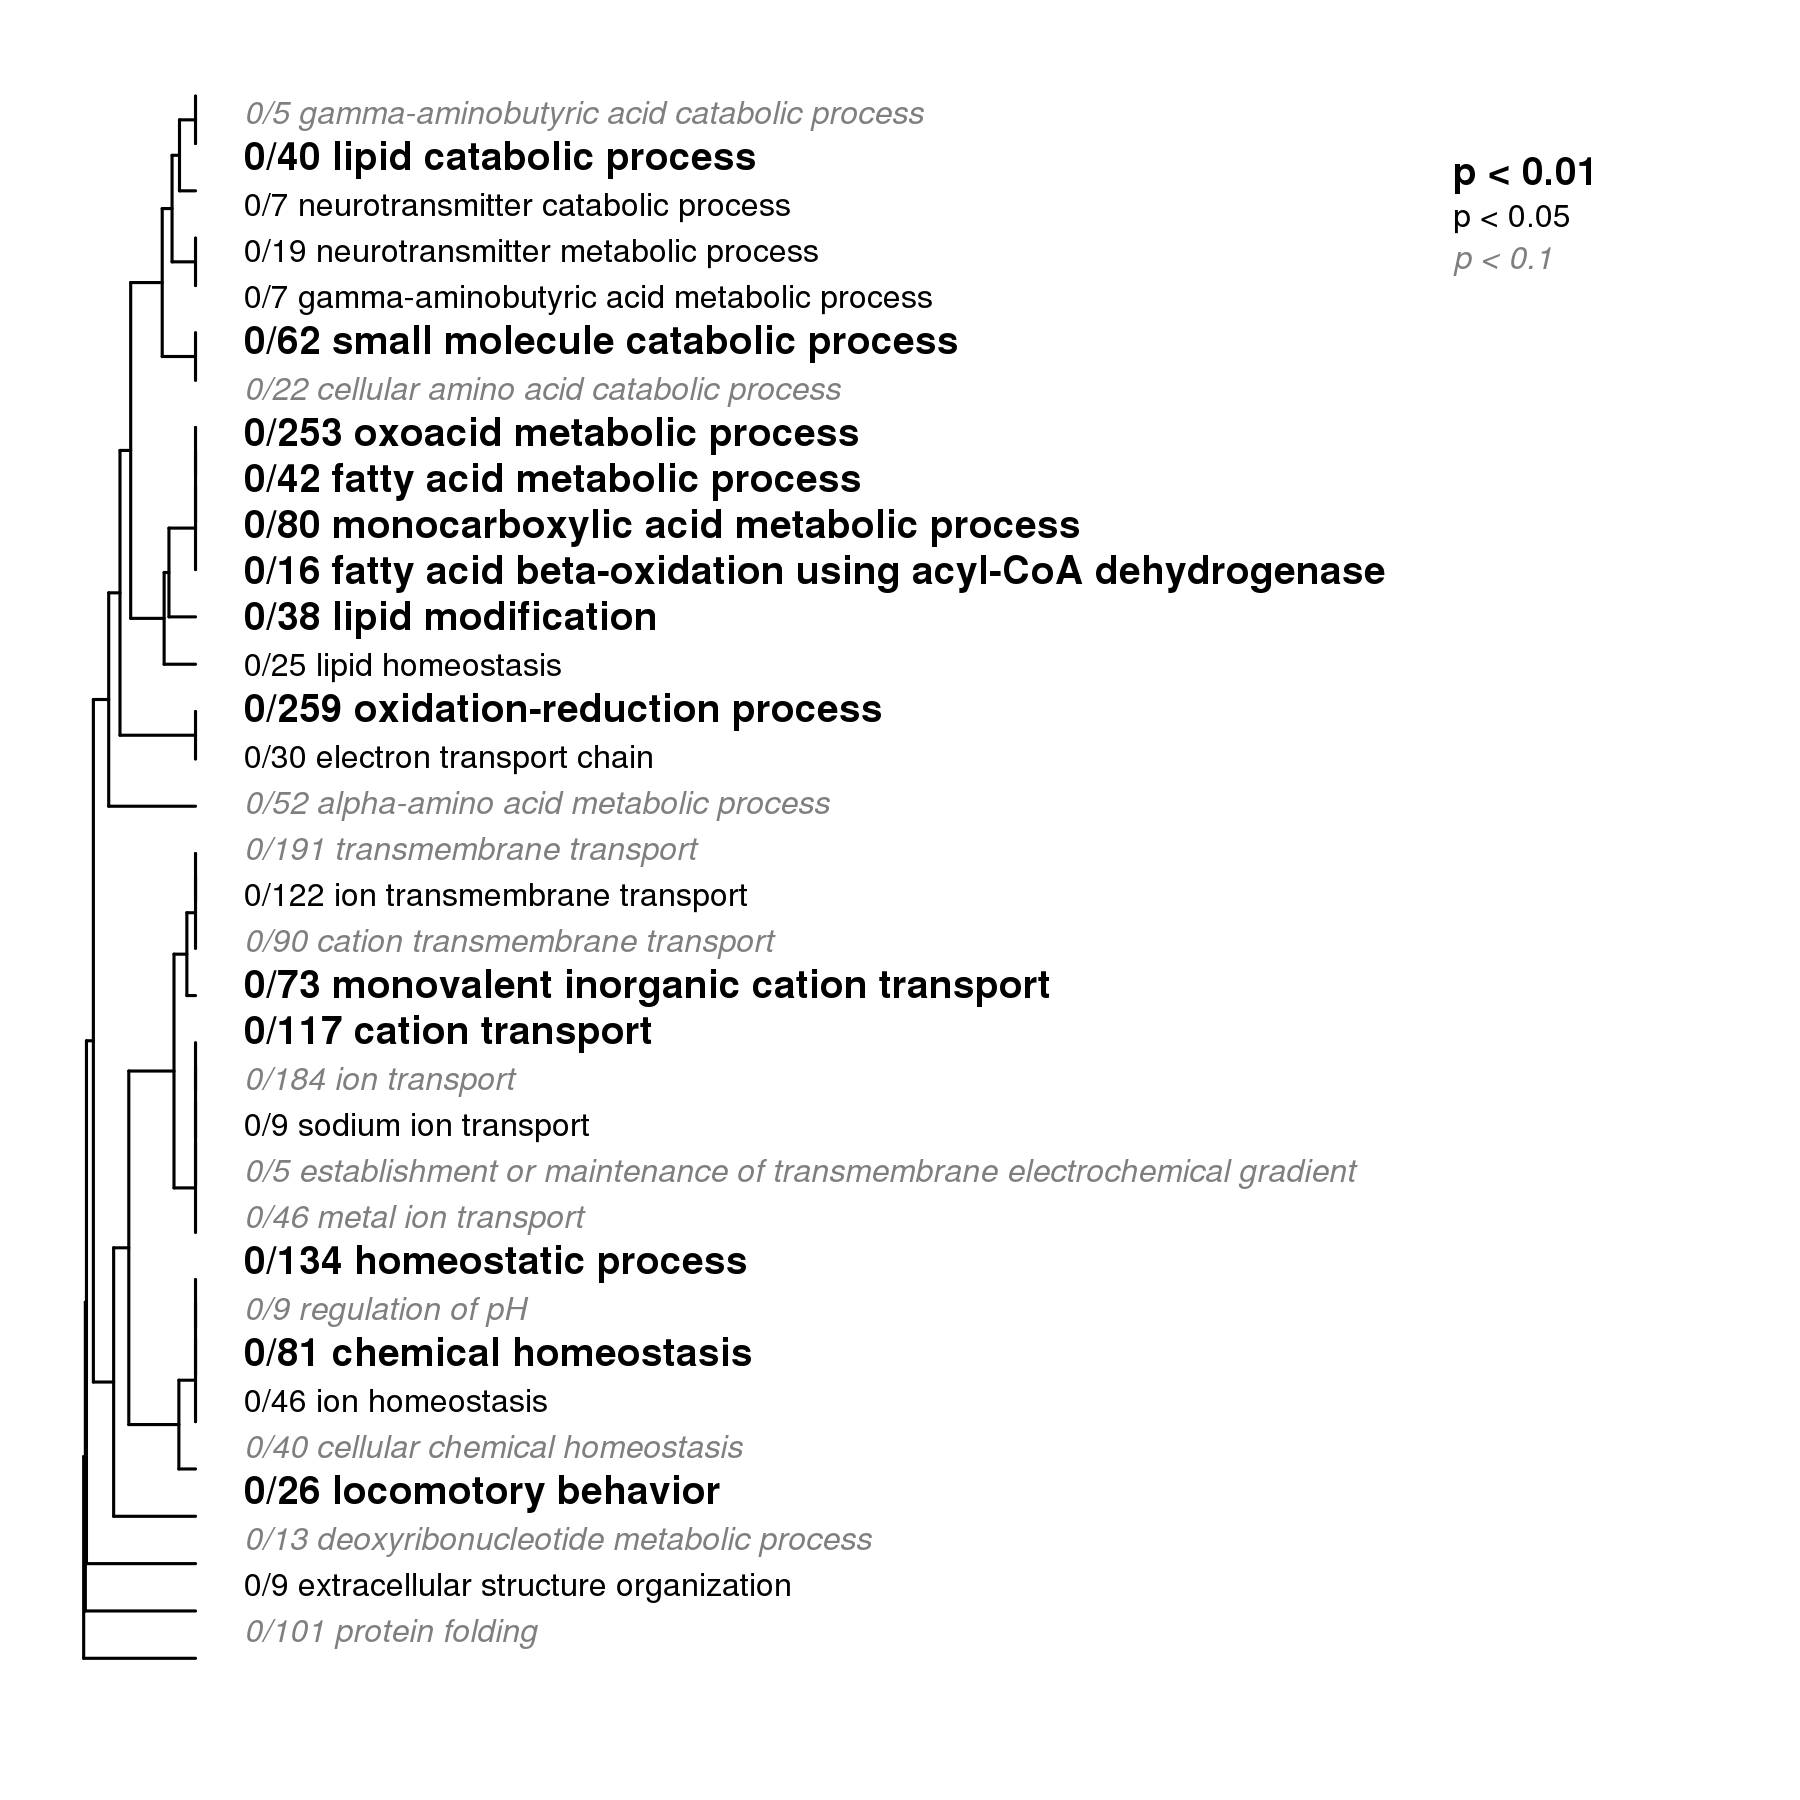 0/5 gamma-aminobutyric acid catabolic process
0/40 lipid catabolic process
0/7 neurotransmitter catabolic process
0/19 neurotransmitter metabolic process
0/7 gamma-aminobutyric acid metabolic process
0/62 small molecule catabolic process
0/22 cellular amino acid catabolic process
0/253 oxoacid metabolic process
0/42 fatty acid metabolic process
0/80 monocarboxylic acid metabolic process
0/16 fatty acid beta-oxidation using acyl-CoA dehydrogenase
0/38 lipid modification
0/25 lipid homeostasis
0/259 oxidation-reduction process
0/30 electron transport chain
0/52 alpha-amino acid metabolic process
0/191 transmembrane transport
0/122 ion transmembrane transport
0/90 cation transmembrane transport
0/73 monovalent inorganic cation transport
0/117 cation transport
0/184 ion transport
0/9 sodium ion transport
0/5 establishment or maintenance of transmembrane electrochemical gradient
0/46 metal ion transport
0/134 homeostatic process
0/9 regulation of pH
0/81 chemical homeostasis
0/46 ion homeostasis
0/40 cellular chemical homeostasis
0/26 locomotory behavior
0/13 deoxyribonucleotide metabolic process
0/9 extracellular structure organization
0/101 protein folding
p < 0.01
p < 0.05
p < 0.1